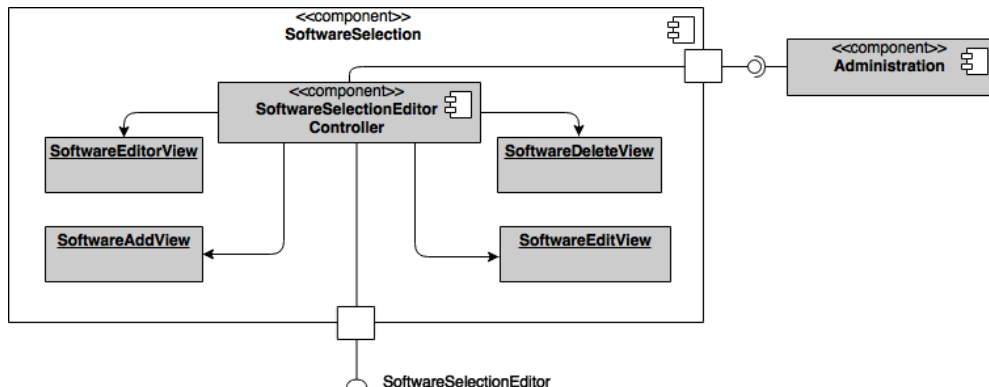 <<component>>
SoftwareSelection
<<component>>
Administration
<<component>>
SoftwareSelectionEditor
Controller
SoftwareEditorView
SoftwareDeleteView
SoftwareAddView
SoftwareEditView
SoftwareSelectionEditor